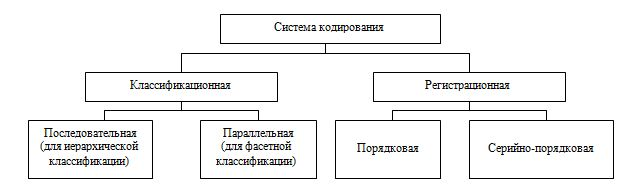 Система кодирования
Классификационная
Регистрационная
Последовательная
(для иерархической
классификации)
Параллельная
(для фасетной
классификации)
Порядковая
Серийно-порядковая